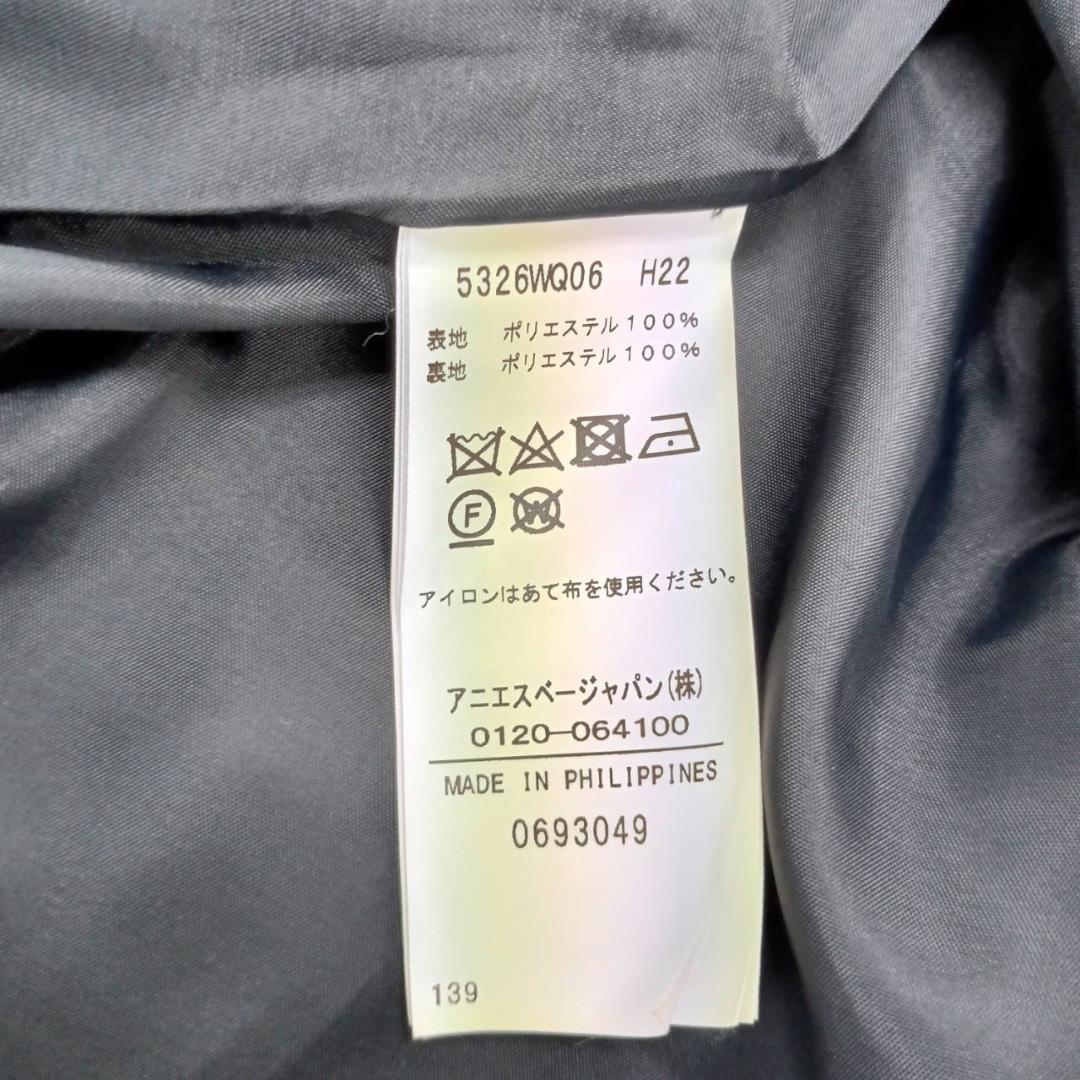 5326WQ06 H22
表地 ポリエステル100%
裏地 ポリエステル100%
F W
アイロンはあて布を使用ください。
アニエスベージャパン(株)
0120-064100
MADE IN PHILIPPINES
0693049
139